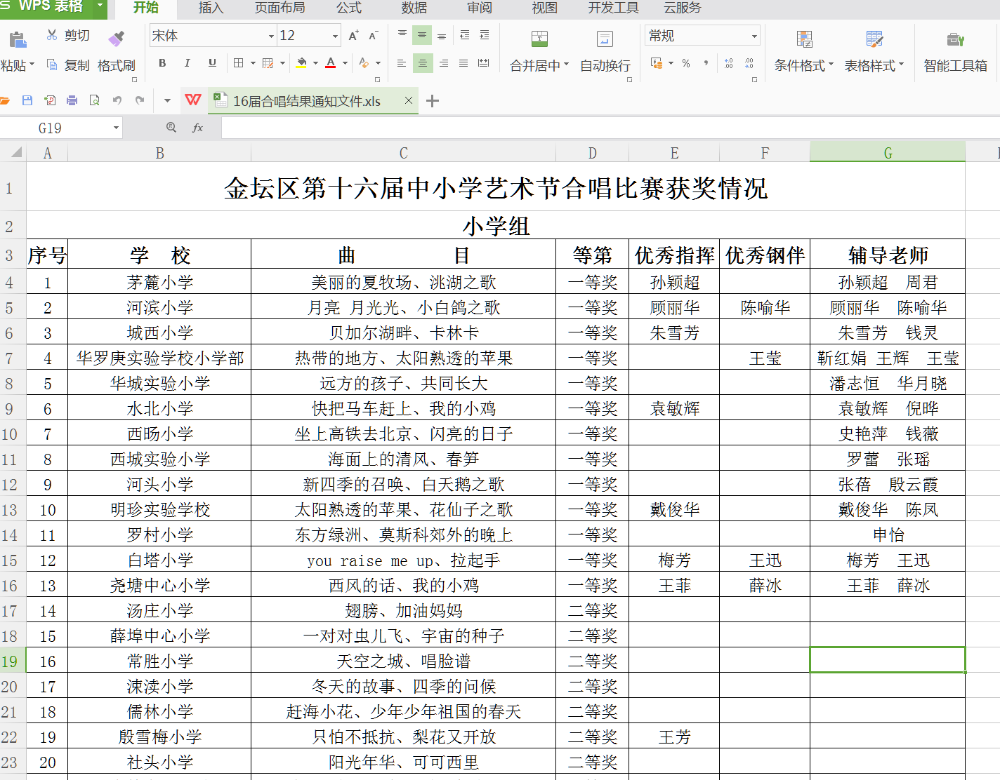 WPS 表格 开始 插入 页面布局 公式 数据 审阅 视图 开发工具 云服务
剪切 宋体 12 A+ A- 常规
粘贴 复制 格式刷 B I U A 合并居中 自动换行 % 条件格式 表格样式 智能工具箱
16届合唱结果通知文件.xls
G19 fx
A B C D E F G
1 金坛区第十六届中小学艺术节合唱比赛获奖情况
2 小学组
3 序号 学 校 曲 目 等第 优秀指挥 优秀钢伴 辅导老师
4 1 茅麓小学 美丽的夏牧场、洮湖之歌 一等奖 孙颖超 孙颖超 周君
5 2 河滨小学 月亮 月光光、小白鸽之歌 一等奖 顾丽华 陈喻华 顾丽华 陈喻华
6 3 城西小学 贝加尔湖畔、卡林卡 一等奖 朱雪芳 朱雪芳 钱灵
7 4 华罗庚实验学校小学部 热带的地方、太阳熟透的苹果 一等奖 王莹 靳红娟 王辉 王莹
8 5 华城实验小学 远方的孩子、共同长大 一等奖 潘志恒 华月晓
9 6 水北小学 快把马车赶上、我的小鸡 一等奖 袁敏辉 袁敏辉 倪晔
10 7 西旸小学 坐上高铁去北京、闪亮的日子 一等奖 史艳萍 钱薇
11 8 西城实验小学 海面上的清风、春笋 一等奖 罗蕾 张瑶
12 9 河头小学 新四季的召唤、白天鹅之歌 一等奖 张蓓 殷云霞
13 10 明珍实验学校 太阳熟透的苹果、花仙子之歌 一等奖 戴俊华 戴俊华 陈凤
14 11 罗村小学 东方绿洲、莫斯科郊外的晚上 一等奖 申怡
15 12 白塔小学 you raise me up、拉起手 一等奖 梅芳 王迅 梅芳 王迅
16 13 尧塘中心小学 西风的话、我的小鸡 一等奖 王菲 薛冰 王菲 薛冰
17 14 汤庄小学 翅膀、加油妈妈 二等奖
18 15 薛埠中心小学 一对对虫儿飞、宇宙的种子 二等奖
19 16 常胜小学 天空之城、唱脸谱 二等奖
20 17 涑渎小学 冬天的故事、四季的问候 二等奖
21 18 儒林小学 赶海小花、少年少年祖国的春天 二等奖
22 19 殷雪梅小学 只怕不抵抗、梨花又开放 二等奖 王芳
23 20 社头小学 阳光年华、可可西里 二等奖